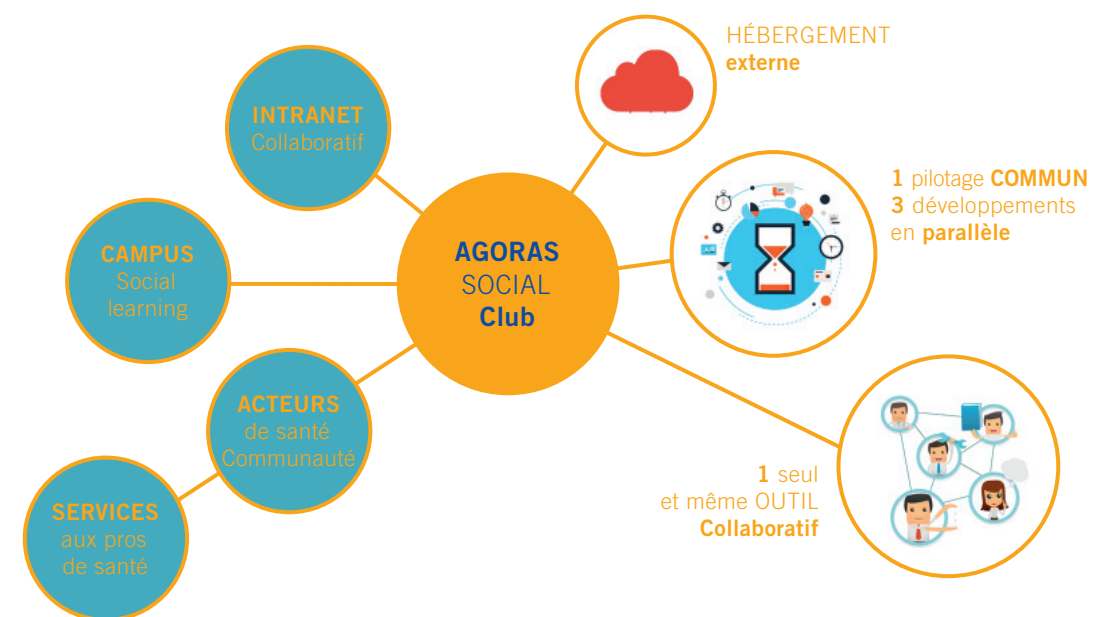 HÉBERGEMENT
externe
INTRANET
Collaboratif
1 pilotage COMMUN
3 développements
en parallèle
CAMPUS
Social
learning
AGORAS
SOCIAL
Club
ACTEURS
de santé
Communauté
1 seul
et même OUTIL
Collaboratif
SERVICES
aux pros
de santé